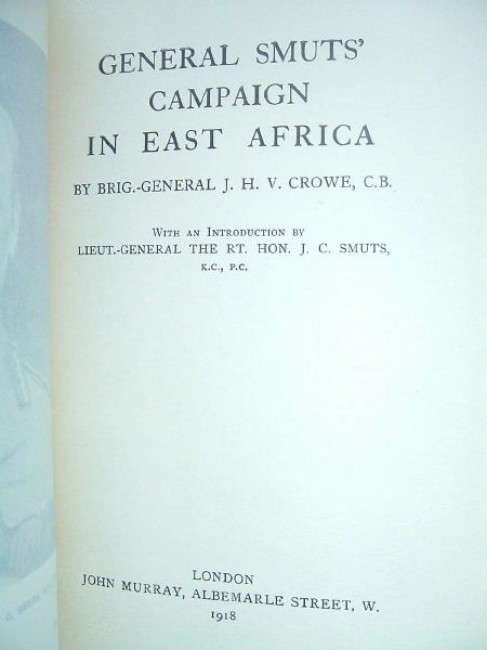 GENERAL SMUTS'
CAMPAIGN
IN EAST AFRICA
BY BRIG.-GENERAL J. H. V. CROWE, C.B.
WITH AN INTRODUCTION BY
LIEUT.-GENERAL THE RT. HON. J. C. SMUTS,
K.C., P.C.
LONDON
JOHN MURRAY, ALBEMARLE STREET, W.
1918